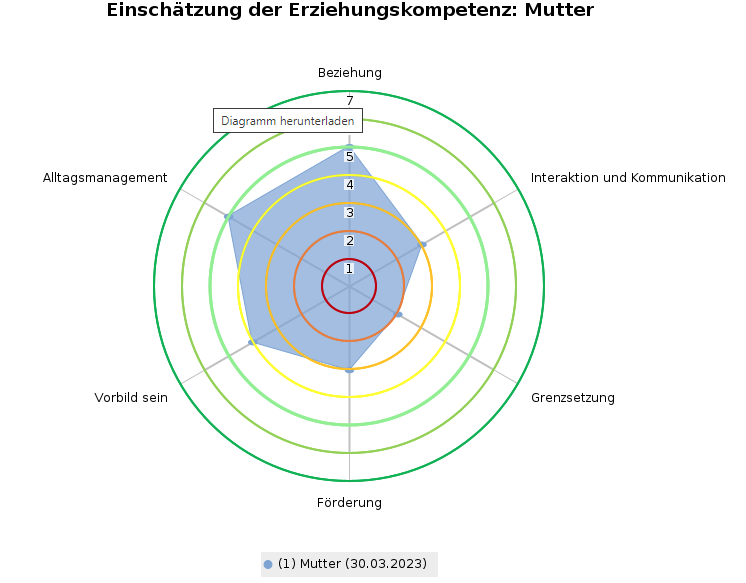 Einschätzung der Erziehungskompetenz: Mutter
Beziehung
7
Diagramm herunterladen
5
4
3
2
1
Alltagsmanagement
Interaktion und Kommunikation
Vorbild sein
Grenzsetzung
Förderung
(1) Mutter (30.03.2023)